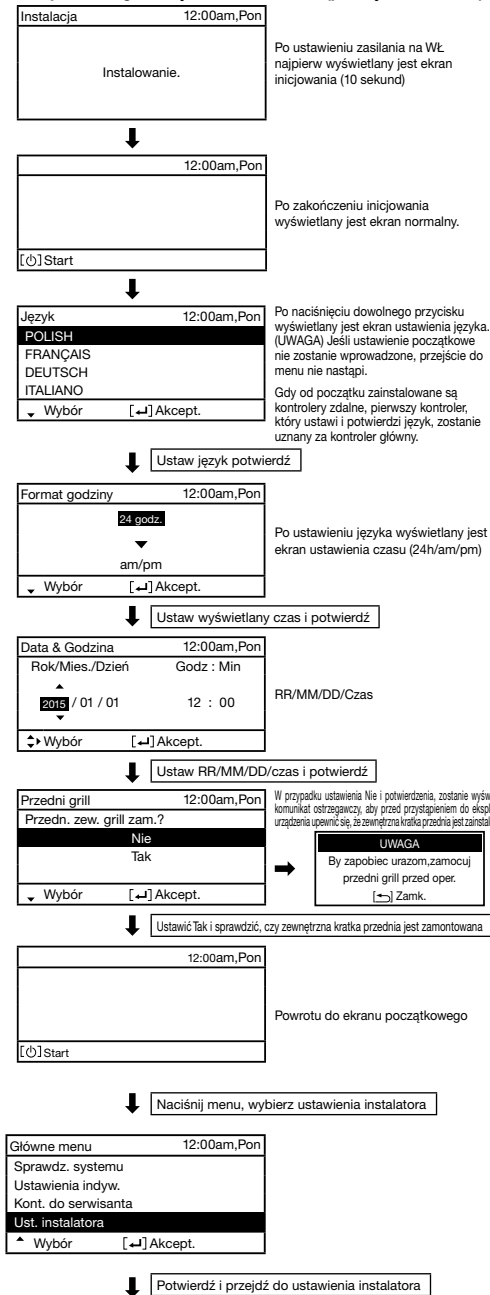 Instalacja 12:00am,Pon
Instalowanie.
Po ustawieniu zasilania na WŁ
najpierw wyświetlany jest ekran
inicjowania (10 sekund)
12:00am,Pon
[⏻]Start
Po zakończeniu inicjowania
wyświetlany jest ekran normalny.
Język 12:00am,Pon
POLISH
FRANÇAIS
DEUTSCH
ITALIANO
Wybór [↵] Akcept.
Po naciśnięciu dowolnego przycisku
wyświetlany jest ekran ustawienia języka.
(UWAGA) Jeśli ustawienie początkowe
nie zostanie wprowadzone, przejście do
menu nie nastąpi.
Gdy od początku zainstalowane są
kontrolery zdalne, pierwszy kontroler,
który ustawi i potwierdzi język, zostanie
uznany za kontroler główny.
Ustaw język potwierdź
Format godziny 12:00am,Pon
24 godz.
am/pm
Wybór [↵] Akcept.
Po ustawieniu języka wyświetlany jest
ekran ustawienia czasu (24h/am/pm)
Ustaw wyświetlany czas i potwierdź
Data & Godzina 12:00am,Pon
Rok/Mies./Dzień Godz : Min
2015 / 01 / 01 12 : 00
Wybór [↵] Akcept.
RR/MM/DD/Czas
Ustaw RR/MM/DD/czas i potwierdź
Przedni grill 12:00am,Pon
Przedn. zew. grill zam.?
Nie
Tak
Wybór [↵] Akcept.
W przypadku ustawienia Nie i potwierdzenia, zostanie
komunikat ostrzegawczy, aby przed przystąpieniem do
urządzenia upewnić się, że zewnętrzna kratka przednia jest
UWAGA
By zapobiec urazom,zamocuj
przedni grill przed oper.
[⮌] Zamk.
Ustawić Tak i sprawdzić, czy zewnętrzna kratka przednia jest zamontowana
12:00am,Pon
[⏻]Start
Powrotu do ekranu początkowego
Naciśnij menu, wybierz ustawienia instalatora
Główne menu 12:00am,Pon
Sprawdz. systemu
Ustawienia indyw.
Kont. do serwisanta
Ust. instalatora
Wybór [↵] Akcept.
Potwierdź i przejdź do ustawienia instalatora